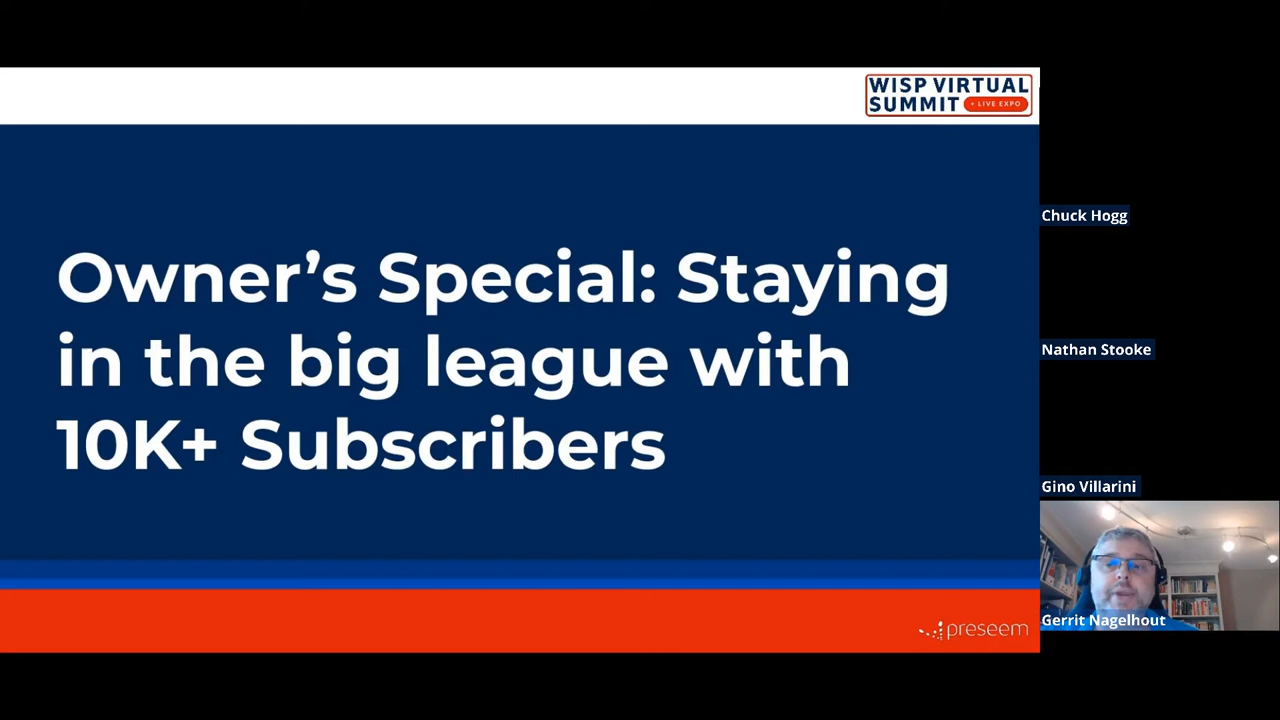 WISP VIRTUAL
SUMMIT + LIVE EXPO
Owner’s Special: Staying
in the big league with
10K+ Subscribers
preseem
Chuck Hogg
Nathan Stooke
Gino Villarini
Gerrit Nagelhout